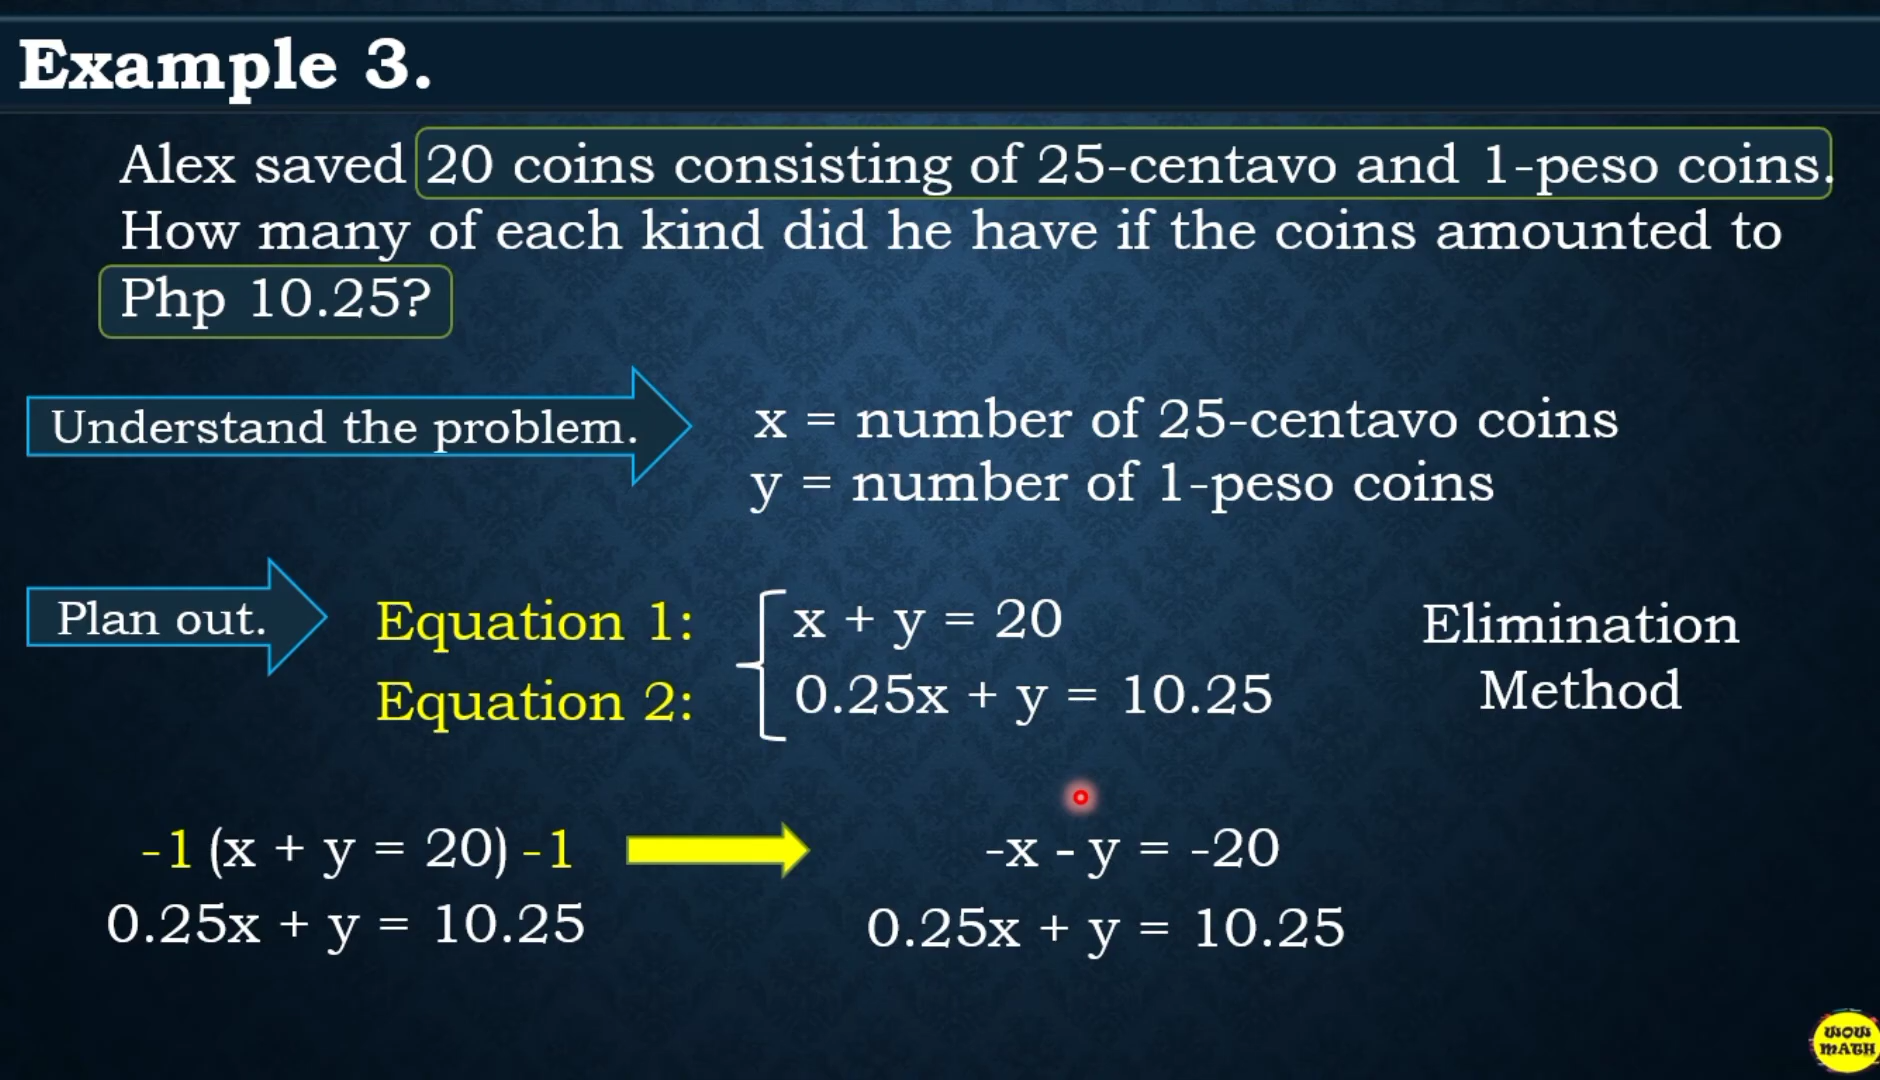 Example 3.
Alex saved 20 coins consisting of 25-centavo and 1-peso coins.
How many of each kind did he have if the coins amounted to
Php 10.25?
Understand the problem.
x = number of 25-centavo coins
y = number of 1-peso coins
Plan out.
Equation 1:
x + y = 20
Equation 2:
0.25x + y = 10.25
Elimination
Method
-1 (x + y = 20) -1
0.25x + y = 10.25
-x - y = -20
0.25x + y = 10.25
WOW
MATH